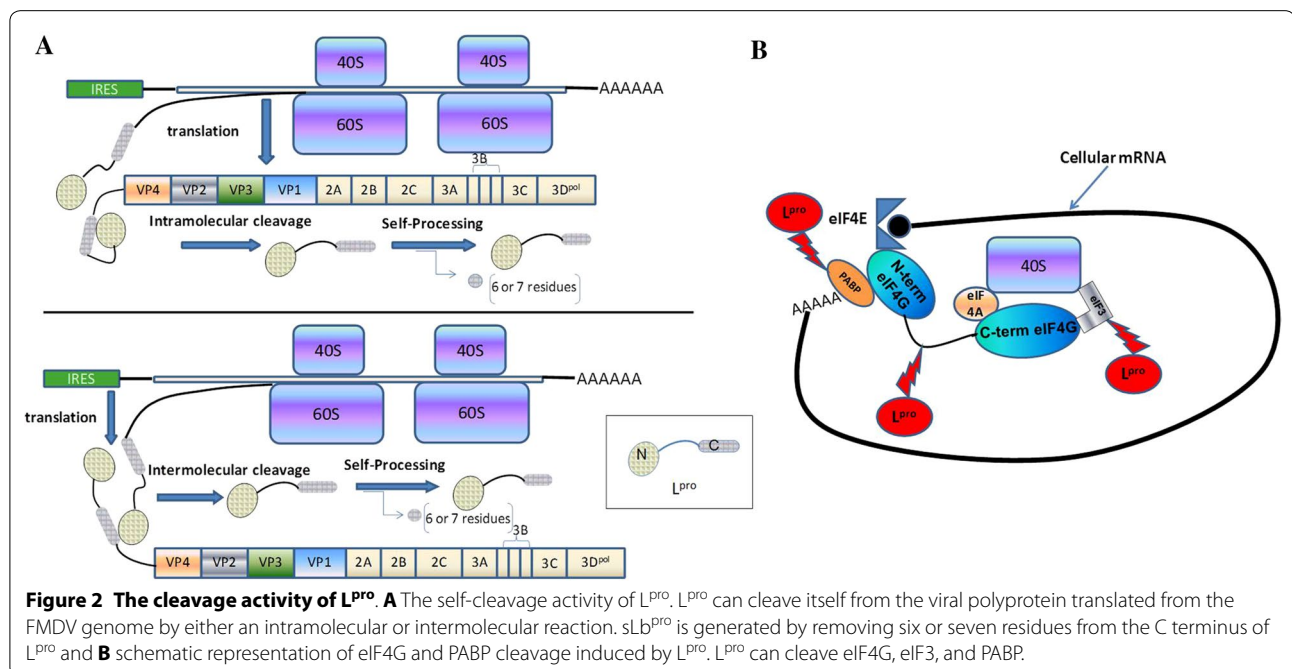 A
40S
40S
IRES
AAAAAA
60S
60S
translation
3B
VP4 VP2 VP3 VP1 2A 2B 2C 3A 3C 3Dpol
Intramolecular cleavage
Self-Processing
6 or 7 residues
40S
40S
IRES
AAAAAA
60S
60S
translation
Intermolecular cleavage
Self-Processing
6 or 7 residues
3B
VP4 VP2 VP3 VP1 2A 2B 2C 3A 3C 3Dpol
N
C
Lpro
B
Cellular mRNA
Lpro
eIF4E
PABP
N-term
eIF4G
40S
AAAAA
eIF
4A
eIF3
C-term eIF4G
Lpro
Lpro
Figure 2 The cleavage activity of Lpro. A The self-cleavage activity of Lpro. Lpro can cleave itself from the viral polyprotein translated from the
FMDV genome by either an intramolecular or intermolecular reaction. sLbpro is generated by removing six or seven residues from the C terminus of
Lpro and B schematic representation of eIF4G and PABP cleavage induced by Lpro. Lpro can cleave eIF4G, eIF3, and PABP.